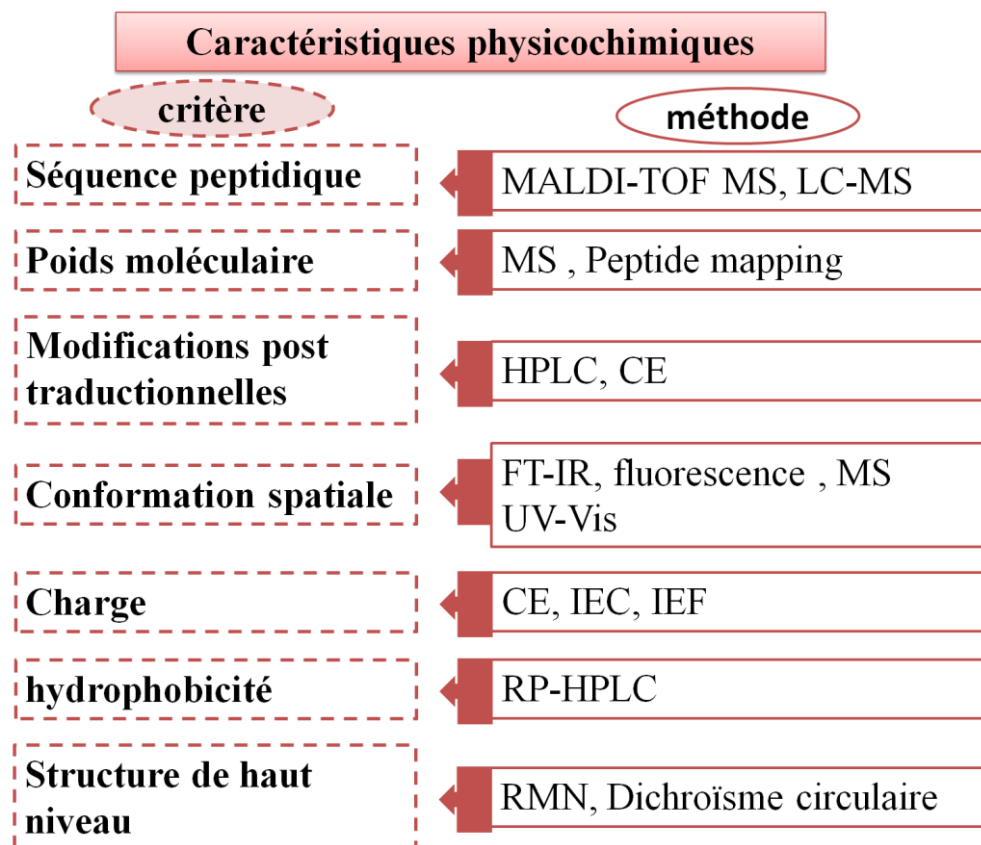 Caractéristiques physicochimiques
critère
méthode
Séquence peptidique
MALDI-TOF MS, LC-MS
Poids moléculaire
MS , Peptide mapping
Modifications post
traductionnelles
HPLC, CE
Conformation spatiale
FT-IR, fluorescence , MS
UV-Vis
Charge
CE, IEC, IEF
hydrophobicité
RP-HPLC
Structure de haut
niveau
RMN, Dichroïsme circulaire